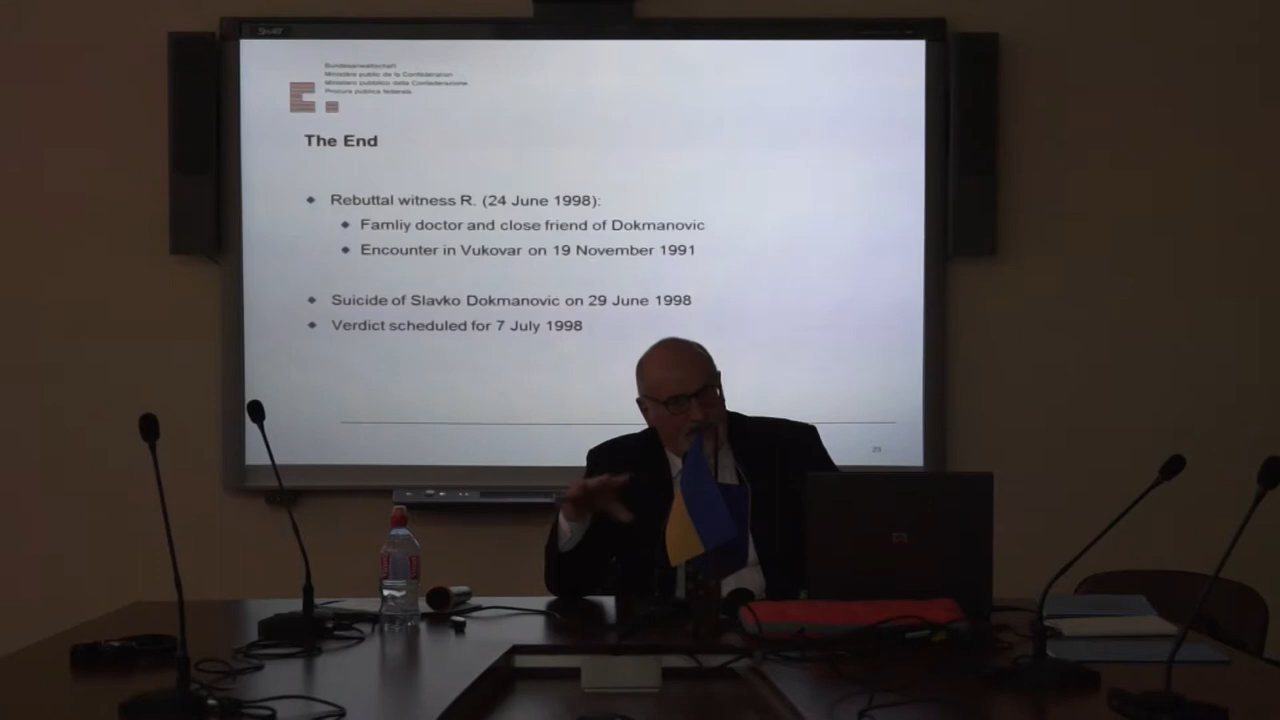 SMART
Bundesanwaltschaft
Ministère public de la Confédération
Ministero pubblico della Confederazione
Procura publica federala
The End
Rebuttal witness R. (24 June 1998):
Famliy doctor and close friend of Dokmanovic
Encounter in Vukovar on 19 November 1991
Suicide of Slavko Dokmanovic on 29 June 1998
Verdict scheduled for 7 July 1998